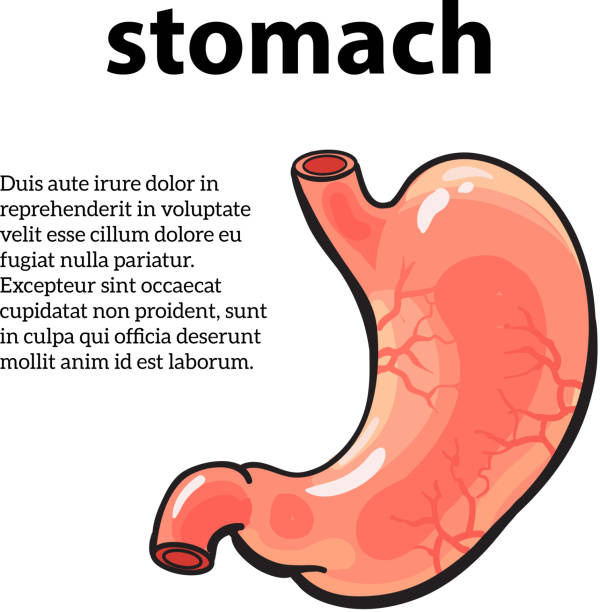 stomach
Duis aute irure dolor in
reprehenderit in voluptate
velit esse cillum dolore eu
fugiat nulla pariatur.
Excepteur sint occaecat
cupidatat non proident, sunt
in culpa qui officia deserunt
mollit anim id est laborum.